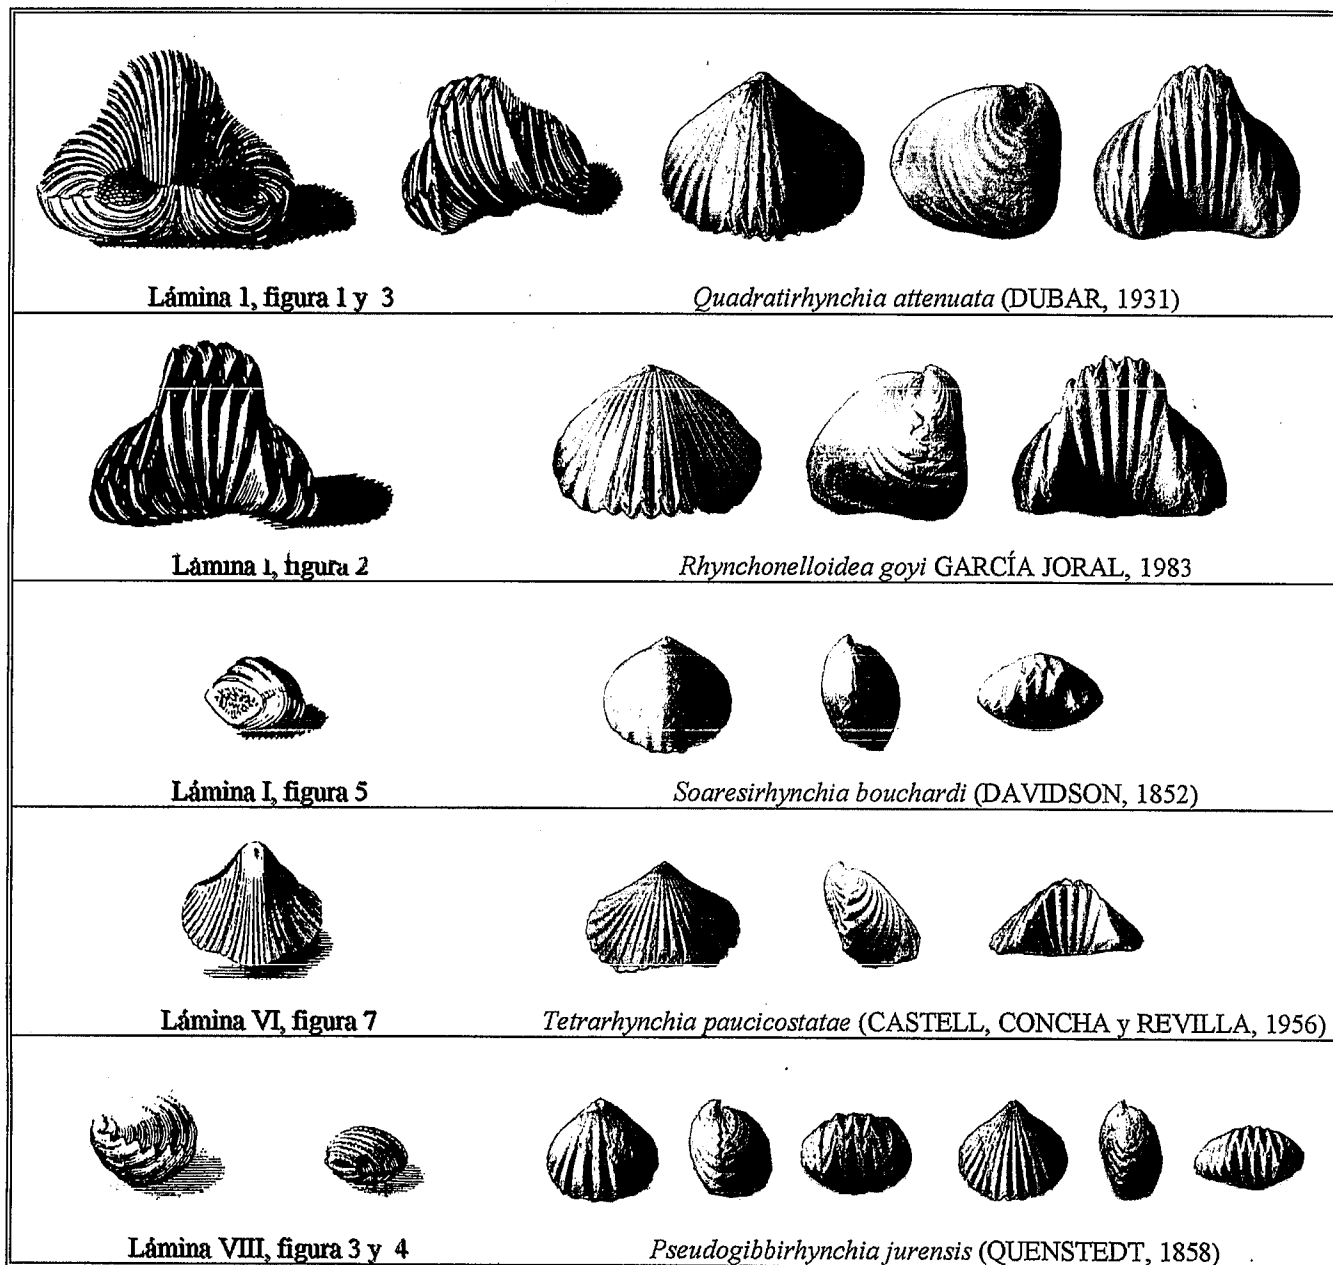 Lámina 1, figura 1 y 3
Quadratirhynchia attenuata (DUBAR, 1931)
Lámina 1, figura 2
Rhynchonelloidea goyi GARCÍA JORAL, 1983
Lámina I, figura 5
Soaresirhynchia bouchardi (DAVIDSON, 1852)
Lámina VI, figura 7
Tetrarhynchia paucicostatae (CASTELL, CONCHA y REVILLA, 1956)
Lámina VIII, figura 3 y 4
Pseudogibbirhynchia jurensis (QUENSTEDT, 1858)